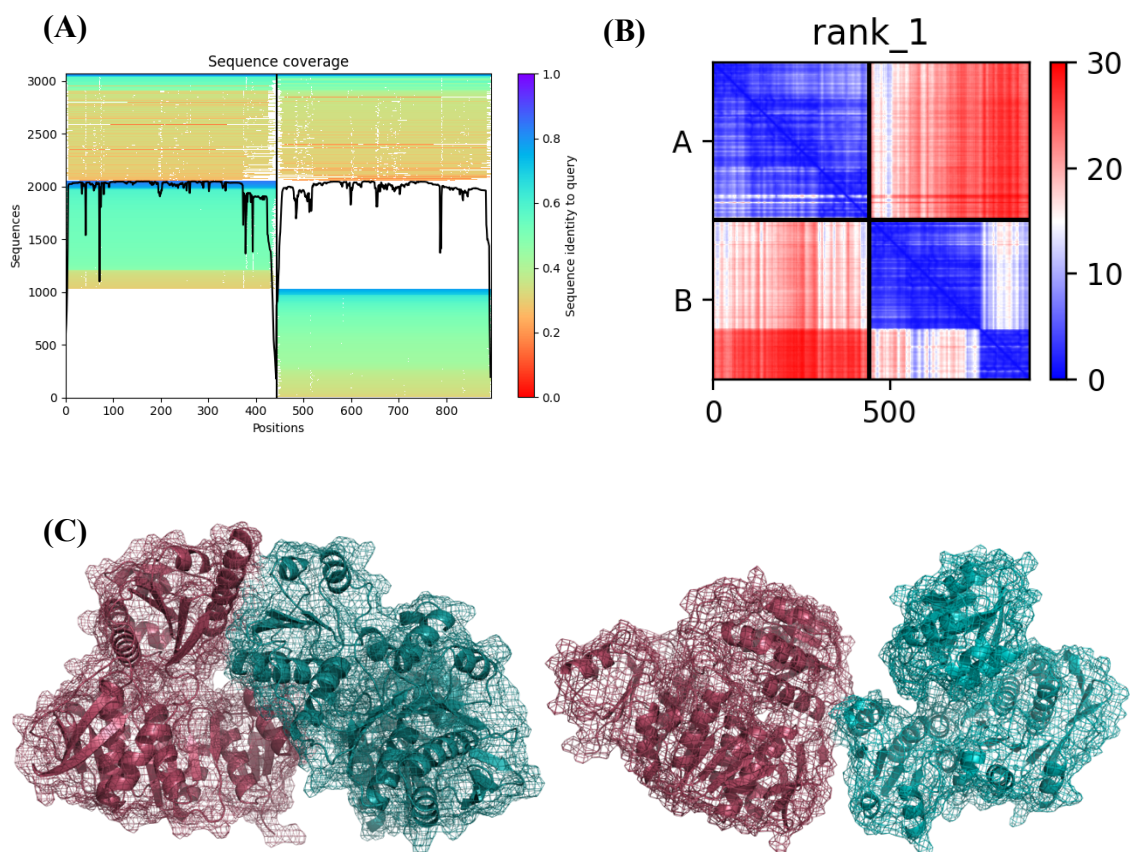 (A)
Sequence coverage
3000
2500
2000
1500
1000
500
0
Sequences
0 100 200 300 400 500 600 700 800
Positions
1.0
0.8
0.6
0.4
0.2
0.0
Sequence identity to query
(B)
rank_1
A
B
0 500
30
20
10
0
(C)